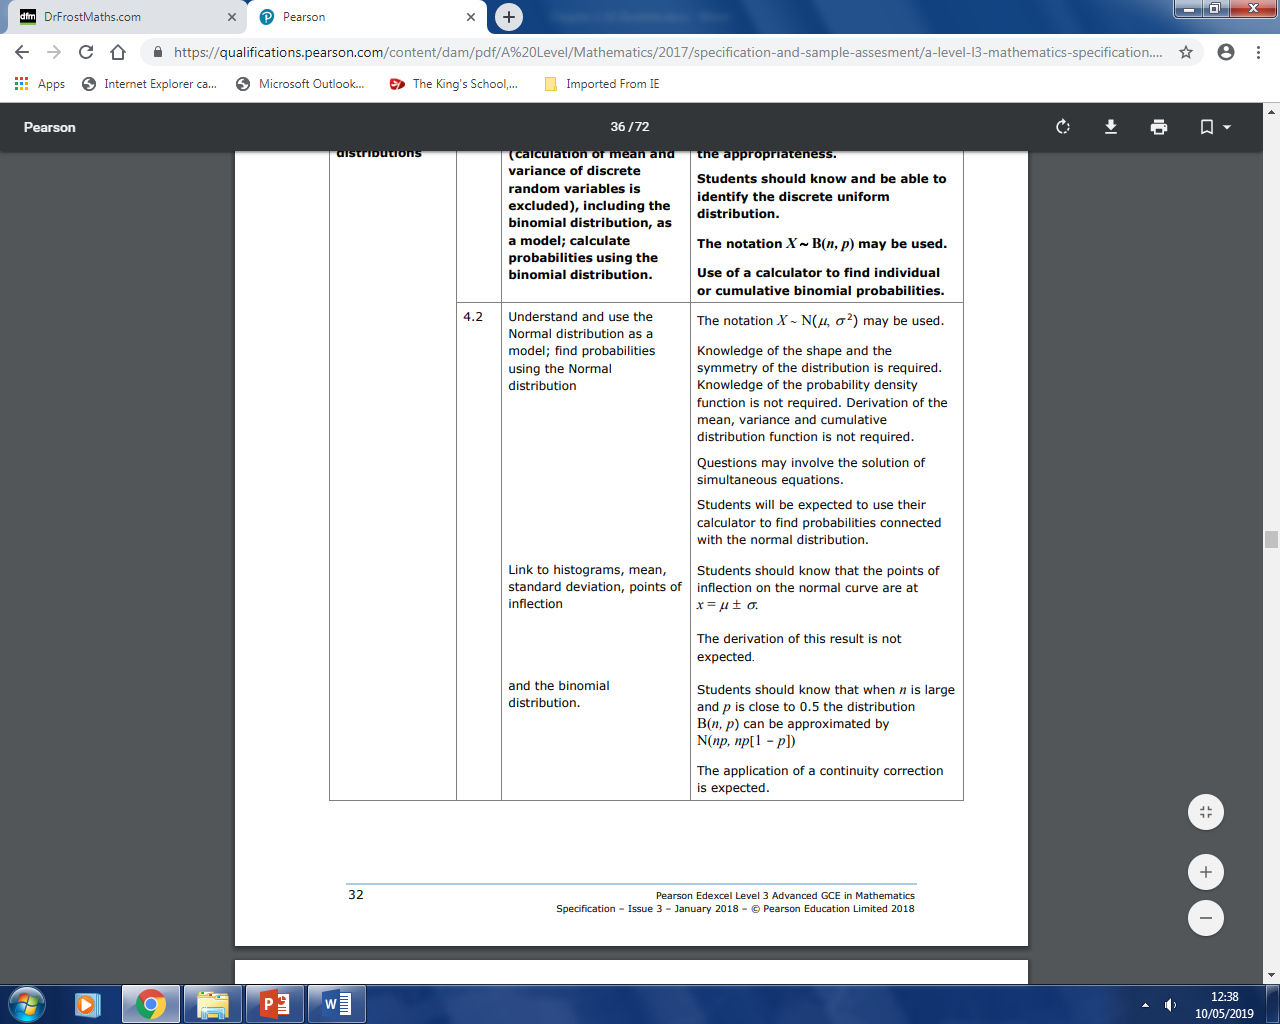 DrFrostMaths.com
Pearson
https://qualifications.pearson.com/content/dam/pdf/A%20Level/Mathematics/2017/specification-and-sample-assesment/a-level-l3-mathematics-specification....
Apps
Internet Explorer ca...
Microsoft Outlook...
The King's School,...
Imported From IE
Pearson
36 / 72
distributions
(calculation of mean and
variance of discrete
random variables is
excluded), including the
binomial distribution, as
a model; calculate
probabilities using the
binomial distribution.
the appropriateness.
Students should know and be able to
identify the discrete uniform
distribution.
The notation X ~ B(n, p) may be used.
Use of a calculator to find individual
or cumulative binomial probabilities.
4.2
Understand and use the
Normal distribution as a
model; find probabilities
using the Normal
distribution
The notation X ~ N(μ, σ²) may be used.
Knowledge of the shape and the
symmetry of the distribution is required.
Knowledge of the probability density
function is not required. Derivation of the
mean, variance and cumulative
distribution function is not required.
Questions may involve the solution of
simultaneous equations.
Students will be expected to use their
calculator to find probabilities connected
with the normal distribution.
Link to histograms, mean,
standard deviation, points of
inflection
Students should know that the points of
inflection on the normal curve are at
x = μ ± σ.
The derivation of this result is not
expected.
and the binomial
distribution.
Students should know that when n is large
and p is close to 0.5 the distribution
B(n, p) can be approximated by
N(np, np[1 − p])
The application of a continuity correction
is expected.
32
Pearson Edexcel Level 3 Advanced GCE in Mathematics
Specification – Issue 3 – January 2018 – © Pearson Education Limited 2018
12:38
10/05/2019